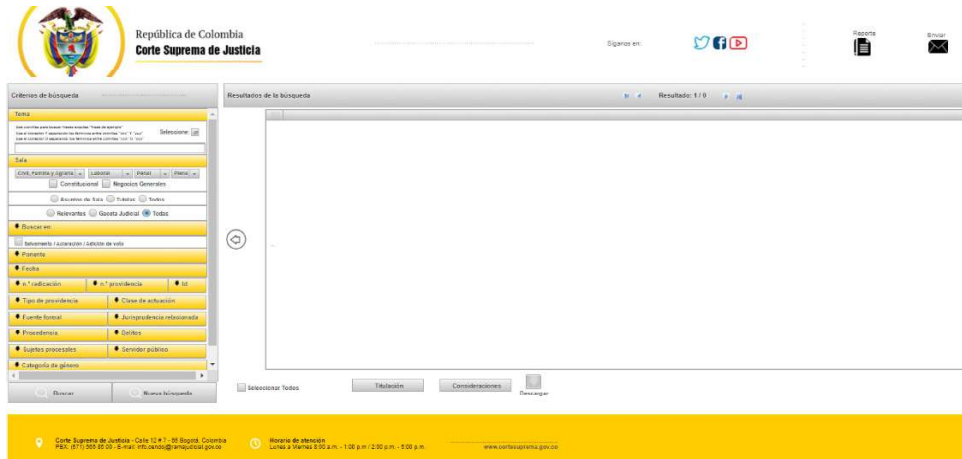 República de Colombia
Corte Suprema de Justicia
Síganos en:
Reporte
Enviar
Criterios de búsqueda
Resultados de la búsqueda
Resultado: 1 / 0
Tema
Seleccione:
Sala
Civil, Familia y Agraria
Laboral
Penal
Plena
Constitucional
Negocios Generales
Asuntos de Sala
Tutelas
Todos
Relevantes
Gaceta Judicial
Todas
Buscar en:
Salvamento / Aclaración / Adición de voto
Ponente
Fecha
n.° radicación
n.° providencia
Id
Tipo de providencia
Clase de actuación
Fuente formal
Jurisprudencia relacionada
Procedencia
Delitos
Sujetos procesales
Servidor público
Categoría de género
Buscar
Nueva búsqueda
Seleccionar Todos
Titulación
Consideraciones
Descargar
Corte Suprema de Justicia - Calle 12 # 7 - 65 Bogotá, Colombia
Horario de atención
Lunes a Viernes 8:00 a.m. - 1:00 p.m / 2:00 p.m. - 5:00 p.m.
www.cortesuprema.gov.co